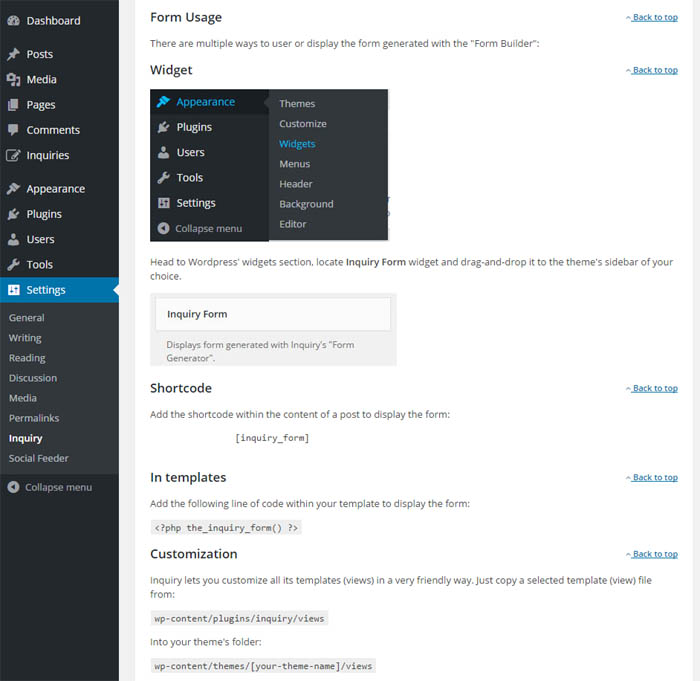 Dashboard
Posts
Media
Pages
Comments
Inquiries
Appearance
Plugins
Users
Tools
Settings
General
Writing
Reading
Discussion
Media
Permalinks
Inquiry
Social Feeder
Collapse menu
Form Usage
Back to top
There are multiple ways to user or display the form generated with the "Form Builder":
Widget
Back to top
Appearance
Plugins
Users
Tools
Settings
Collapse menu
Themes
Customize
Widgets
Menus
Header
Background
Editor
Head to Wordpress' widgets section, locate Inquiry Form widget and drag-and-drop it to the theme's sidebar of your
choice.
Inquiry Form
Displays form generated with Inquiry's "Form
Generator".
Shortcode
Back to top
Add the shortcode within the content of a post to display the form:
[inquiry_form]
In templates
Back to top
Add the following line of code within your template to display the form:
<?php the_inquiry_form() ?>
Customization
Back to top
Inquiry lets you customize all its templates (views) in a very friendly way. Just copy a selected template (view) file
from:
wp-content/plugins/inquiry/views
Into your theme's folder:
wp-content/themes/[your-theme-name]/views